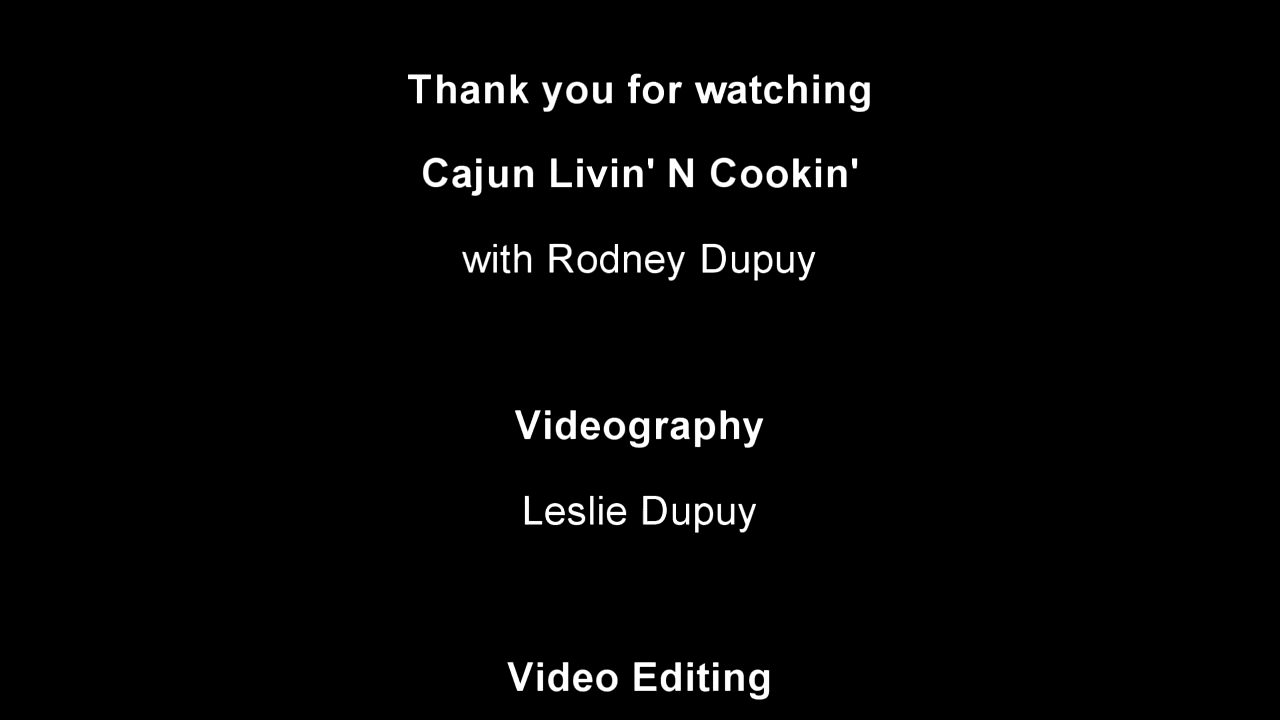 Thank you for watching
Cajun Livin' N Cookin'
with Rodney Dupuy
Videography
Leslie Dupuy
Video Editing